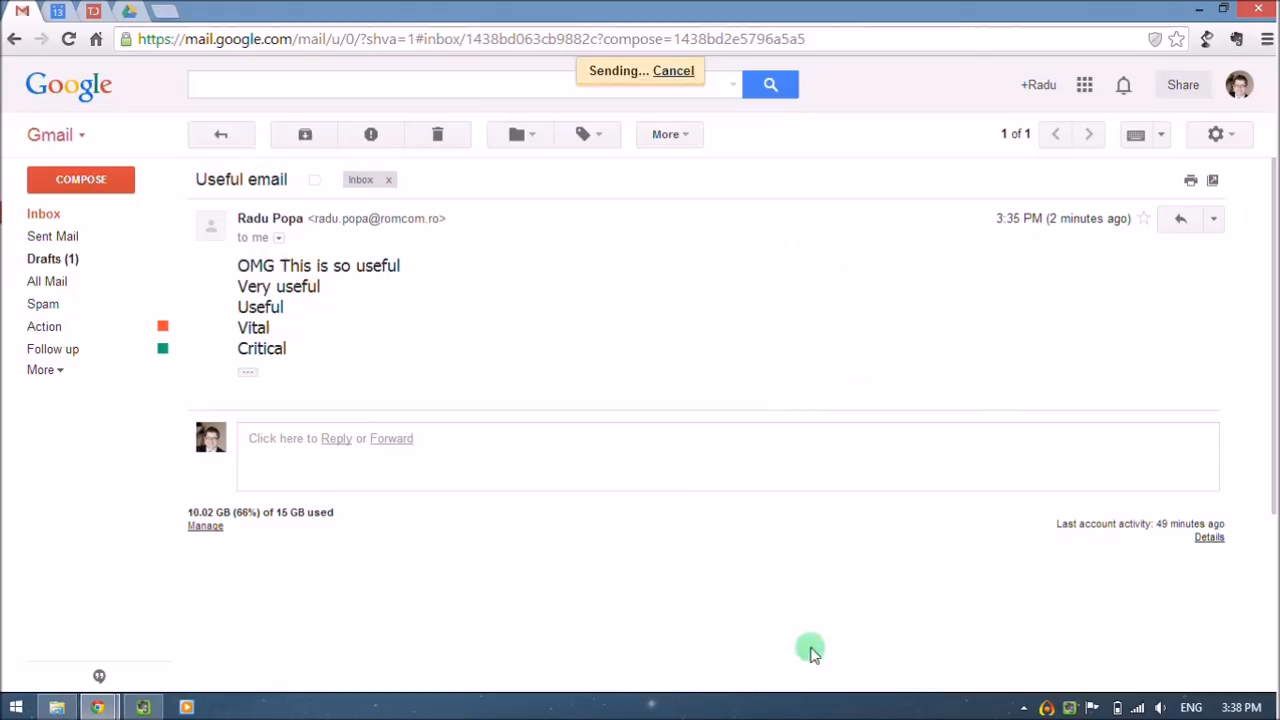 13
https://mail.google.com/mail/u/0/?shva=1#inbox/1438bd063cb9882c?compose=1438bd2e5796a5a5
Sending... Cancel
Google
+Radu
Share
Gmail
More
1 of 1
COMPOSE
Useful email
Inbox x
Inbox
Sent Mail
Drafts (1)
All Mail
Spam
Action
Follow up
More
Radu Popa <radu.popa@romcom.ro>
3:35 PM (2 minutes ago)
to me
OMG This is so useful
Very useful
Useful
Vital
Critical
...
Click here to Reply or Forward
10.02 GB (66%) of 15 GB used
Manage
Last account activity: 49 minutes ago
Details
ENG
3:38 PM